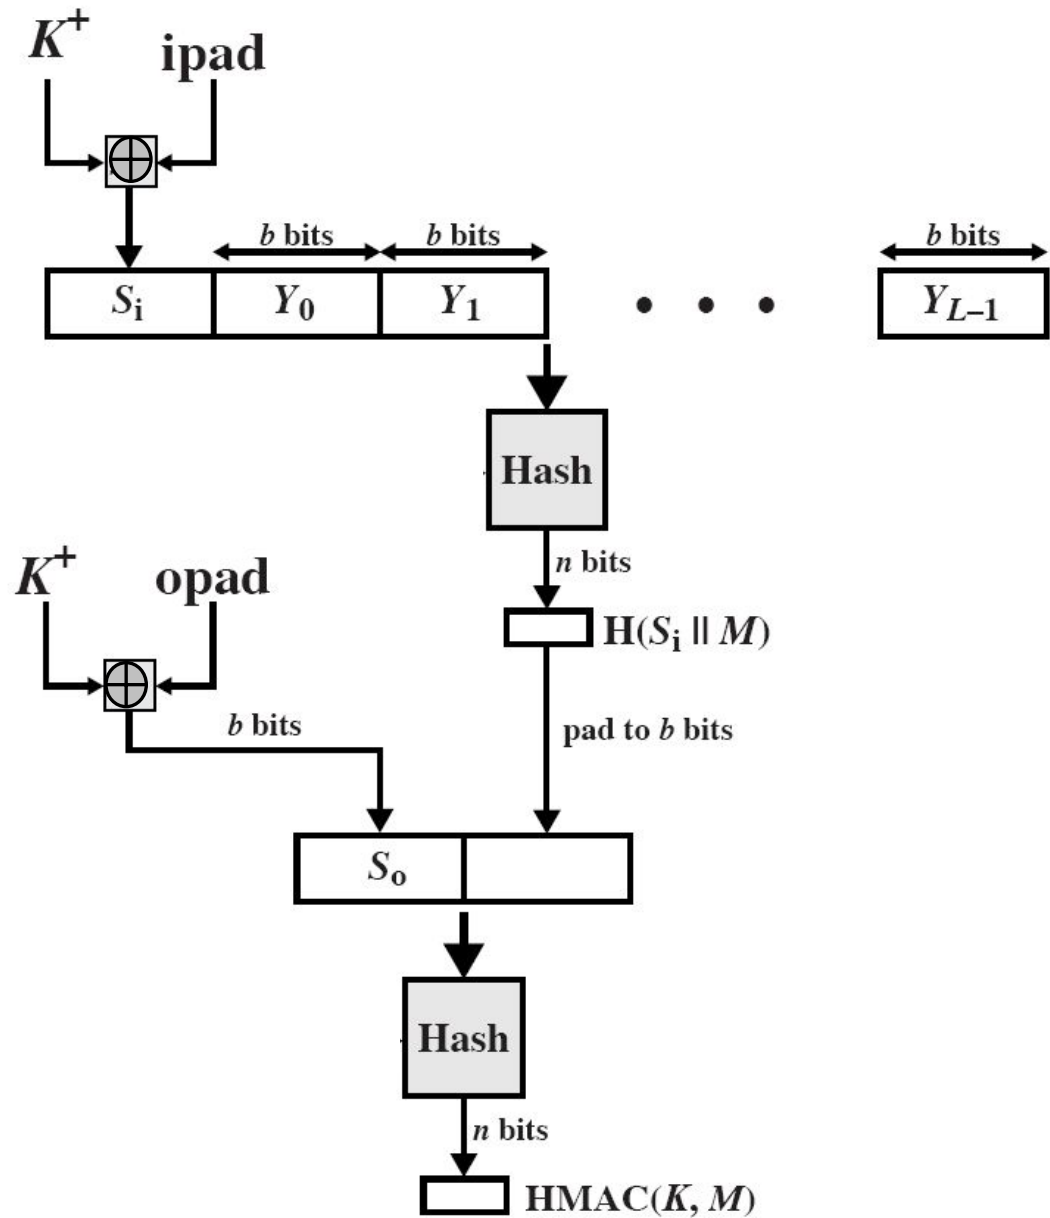 K⁺ ipad
b bits b bits b bits
Sᵢ Y₀ Y₁ • • • Y_{L–1}
Hash
n bits
K⁺ opad
H(Sᵢ || M)
b bits pad to b bits
Sₒ
Hash
n bits
HMAC(K, M)